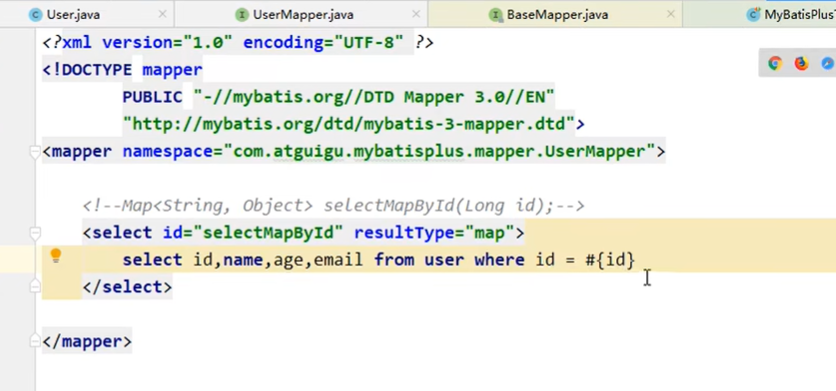 User.java UserMapper.java BaseMapper.java MyBatisPlusT
<?xml version="1.0" encoding="UTF-8" ?>
<!DOCTYPE mapper
PUBLIC "-//mybatis.org//DTD Mapper 3.0//EN"
"http://mybatis.org/dtd/mybatis-3-mapper.dtd">
<mapper namespace="com.atguigu.mybatisplus.mapper.UserMapper">
<!--Map<String, Object> selectMapById(Long id);-->
<select id="selectMapById" resultType="map">
select id,name,age,email from user where id = #{id}
</select>
</mapper>